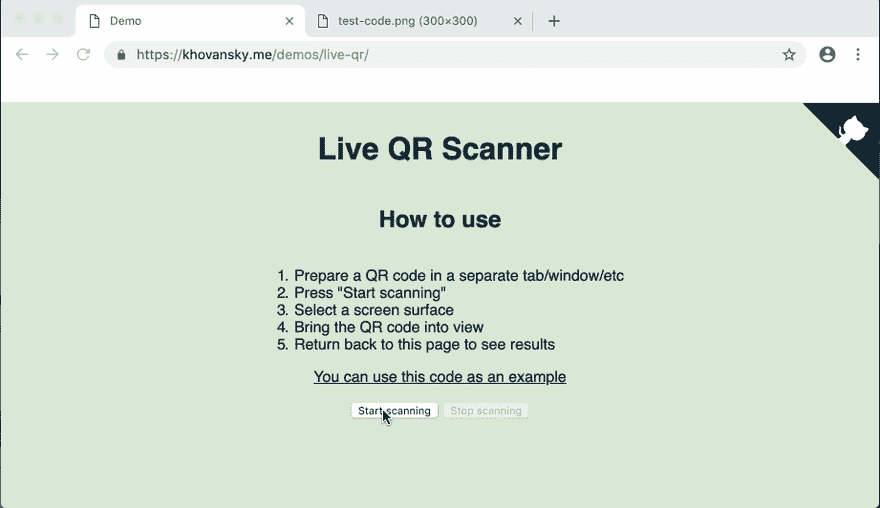 Demo
test-code.png (300×300)
https://khovansky.me/demos/live-qr/
Live QR Scanner
How to use
1. Prepare a QR code in a separate tab/window/etc
2. Press "Start scanning"
3. Select a screen surface
4. Bring the QR code into view
5. Return back to this page to see results
You can use this code as an example
Start scanning
Stop scanning